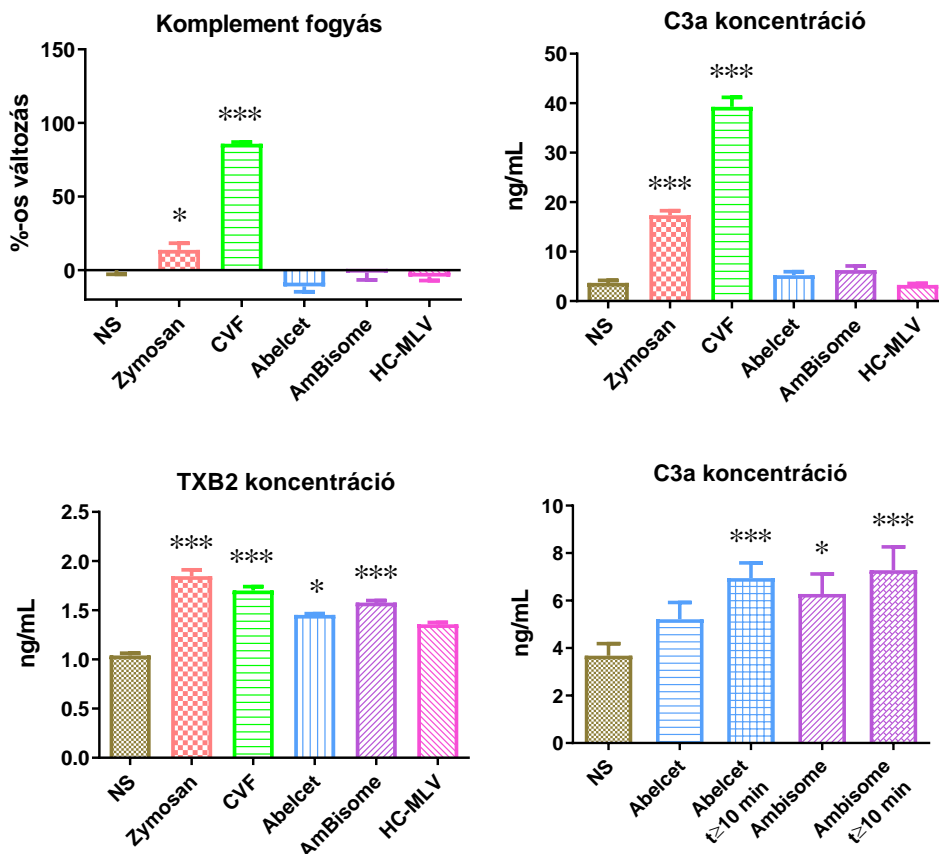 Komplement fogyás
%-os változás
150
100
50
0
***
*
NS
Zymosan
CVF
Abelcet
AmBisome
HC-MLV
C3a koncentráció
ng/mL
50
40
30
20
10
0
***
***
NS
Zymosan
CVF
Abelcet
AmBisome
HC-MLV
TXB2 koncentráció
ng/mL
2.5
2.0
1.5
1.0
0.5
0.0
***
***
*
***
NS
Zymosan
CVF
Abelcet
AmBisome
HC-MLV
C3a koncentráció
ng/mL
10
8
6
4
2
0
***
*
***
NS
Abelcet
Abelcet
t≥10 min
Ambisome
Ambisome
t≥10 min